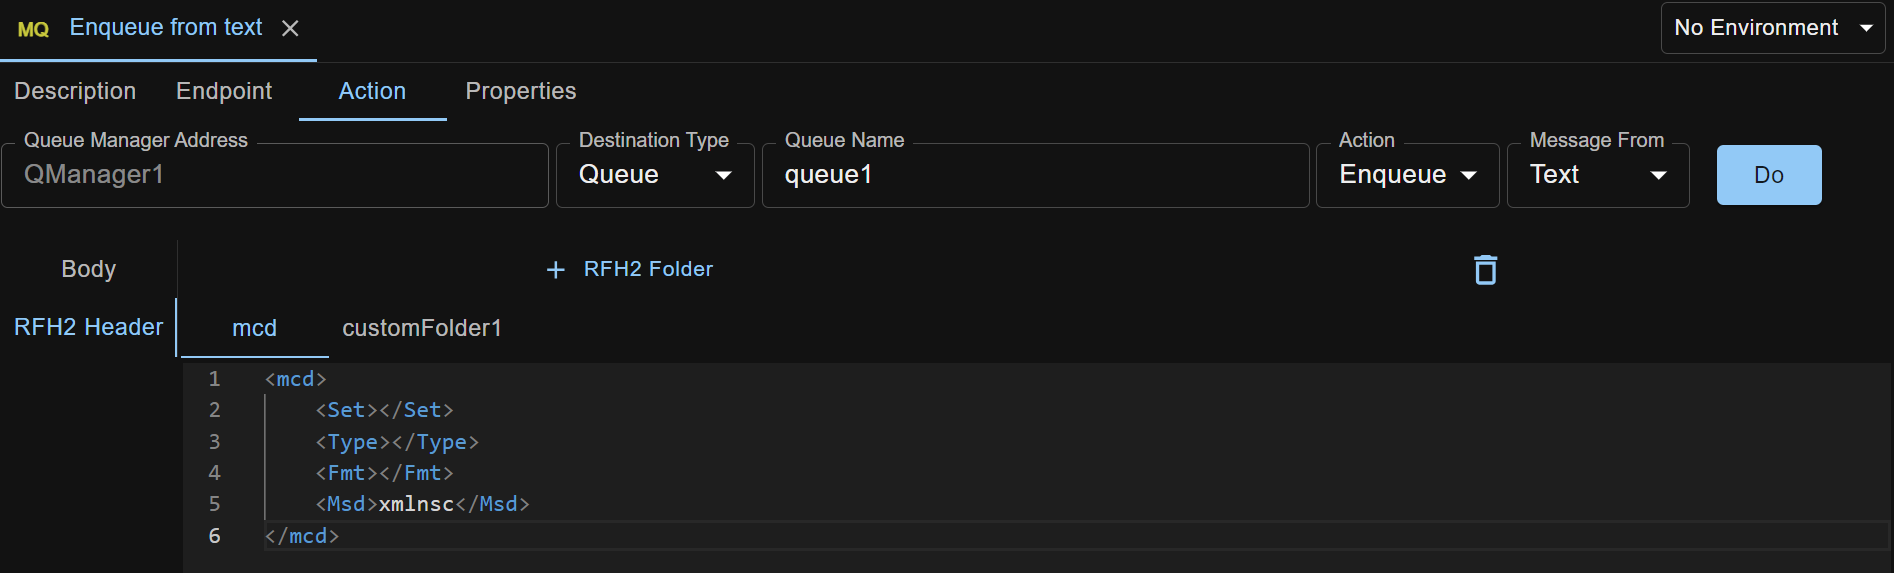 MQ Enqueue from text
No Environment
Description Endpoint Action Properties
Queue Manager Address Destination Type Queue Name Action Message From
QManager1 Queue queue1 Enqueue Text Do
Body + RFH2 Folder
RFH2 Header mcd customFolder1
1 <mcd>
2 <Set></Set>
3 <Type></Type>
4 <Fmt></Fmt>
5 <Msd>xmlnsc</Msd>
6 </mcd>